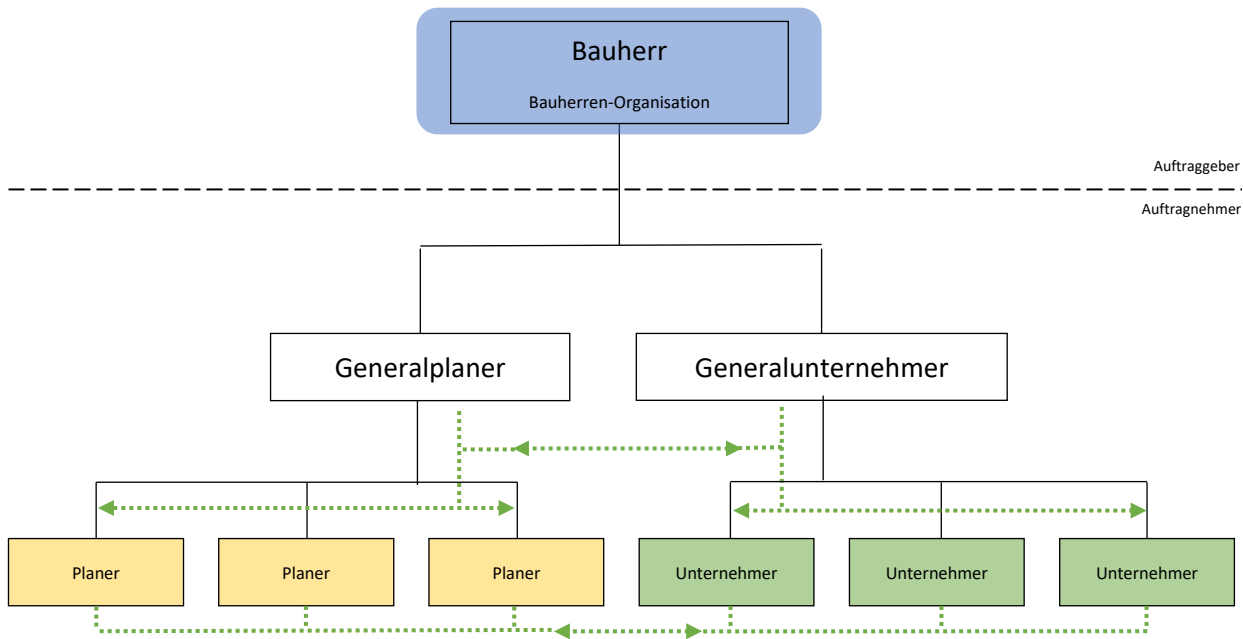 Bauherr
Bauherren-Organisation
Auftraggeber
Auftragnehmer
Generalplaner
Generalunternehmer
Planer
Planer
Planer
Unternehmer
Unternehmer
Unternehmer